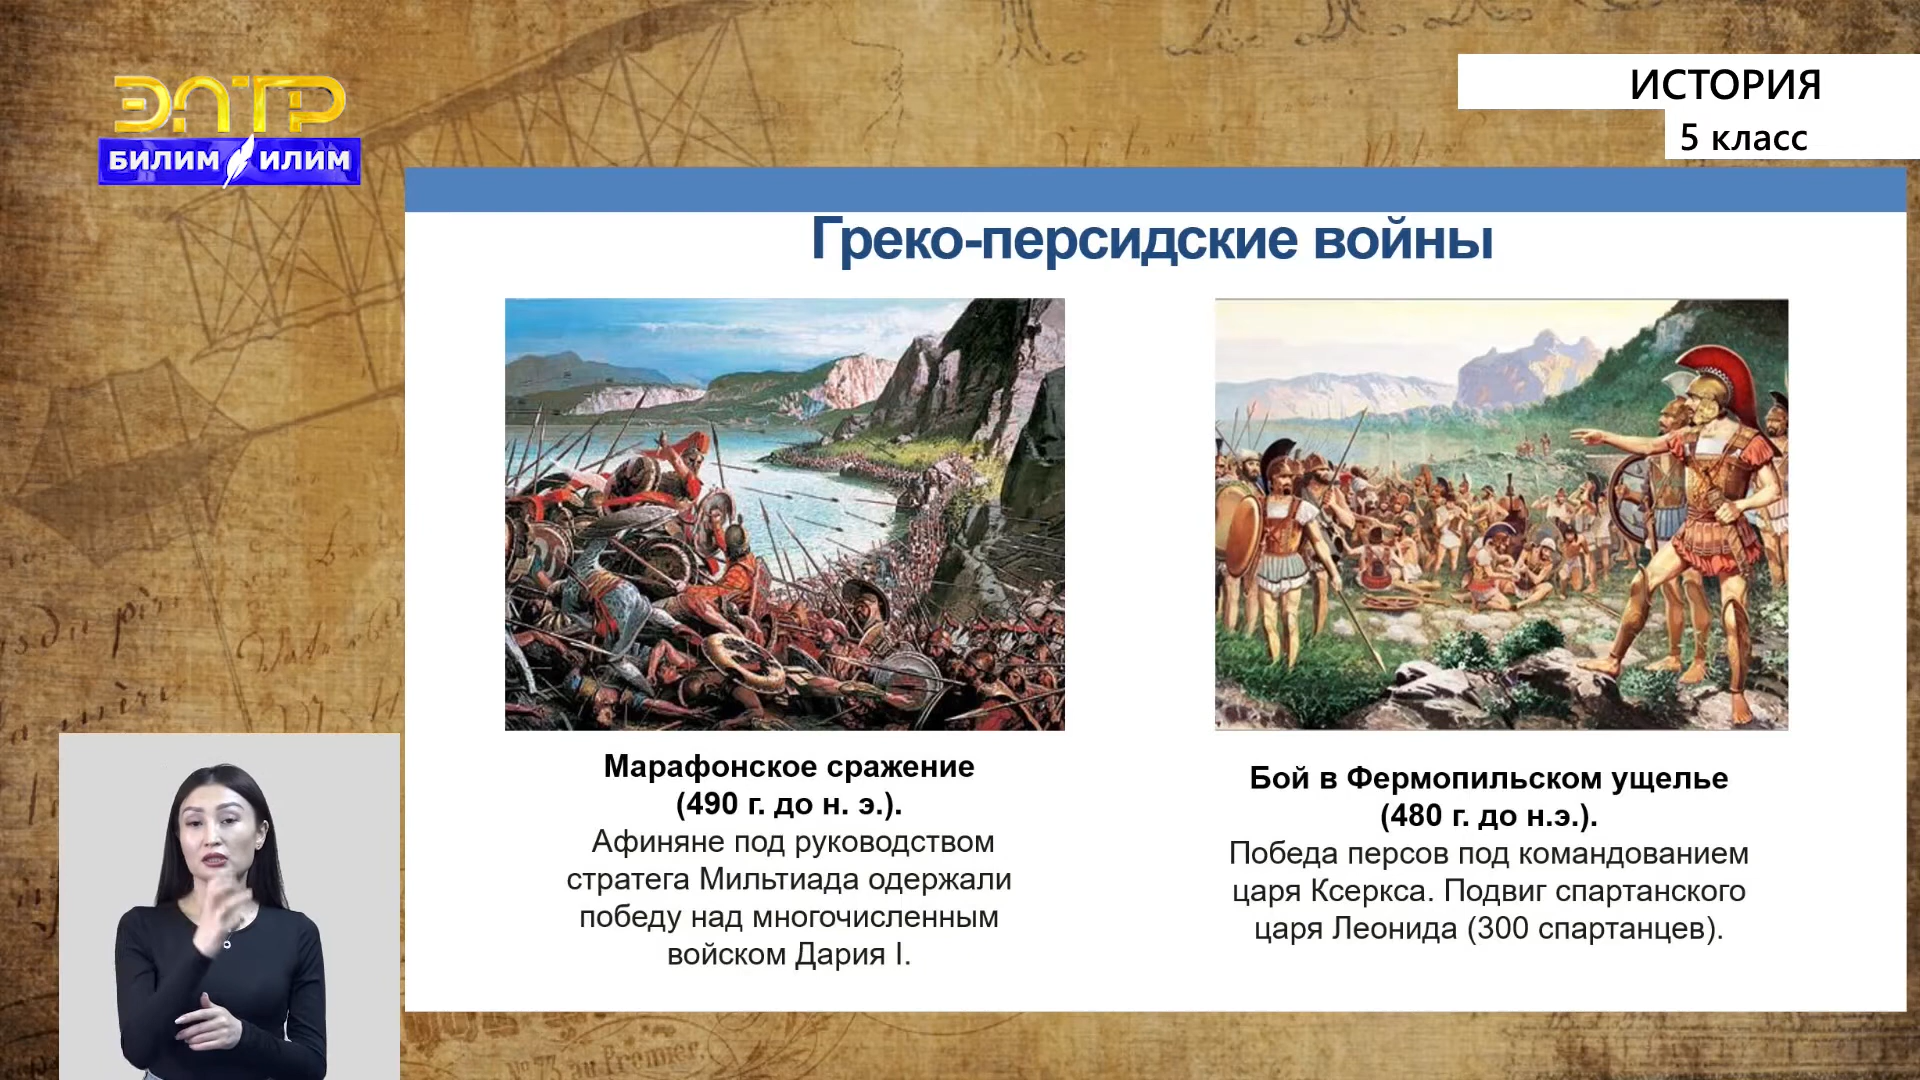 ЭЛТР
БИЛИМ ИЛИМ
ИСТОРИЯ
5 класс
Греко-персидские войны
Марафонское сражение
(490 г. до н. э.).
Афиняне под руководством
стратега Мильтиада одержали
победу над многочисленным
войском Дария I.
Бой в Фермопильском ущелье
(480 г. до н.э.).
Победа персов под командованием
царя Ксеркса. Подвиг спартанского
царя Леонида (300 спартанцев).